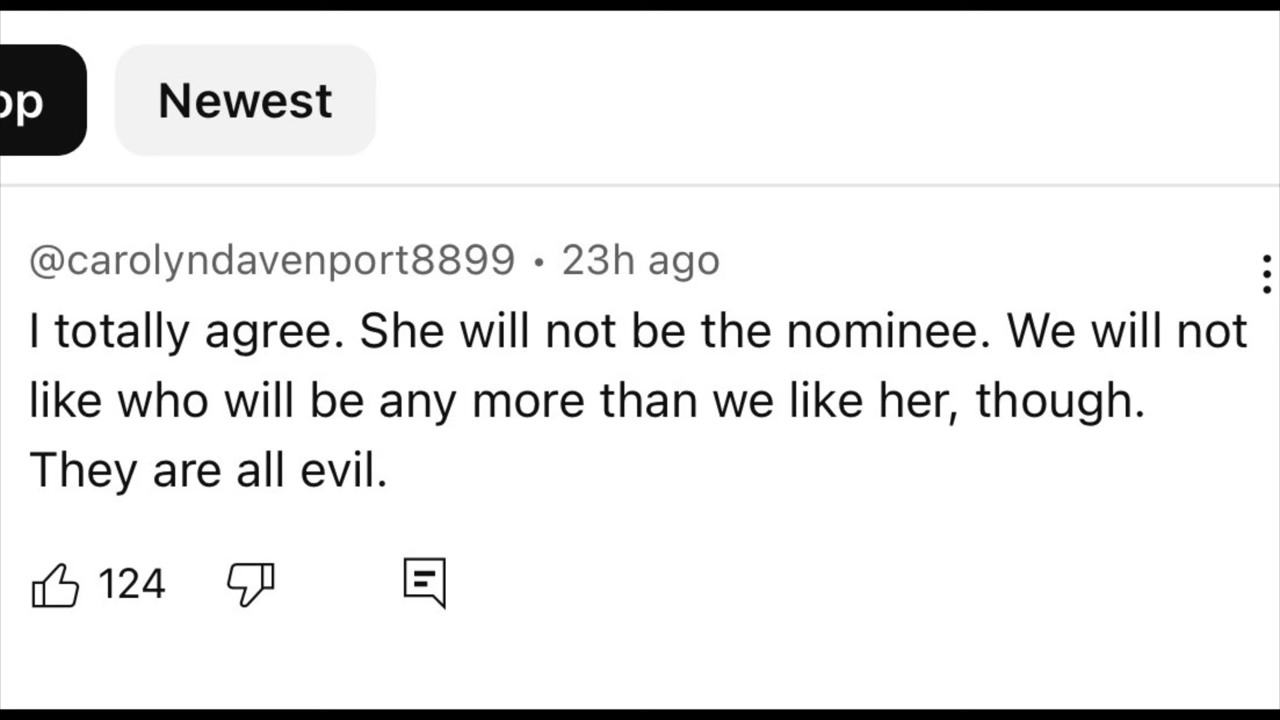 op
Newest
@carolyndavenport8899 • 23h ago
I totally agree. She will not be the nominee. We will not
like who will be any more than we like her, though.
They are all evil.
124